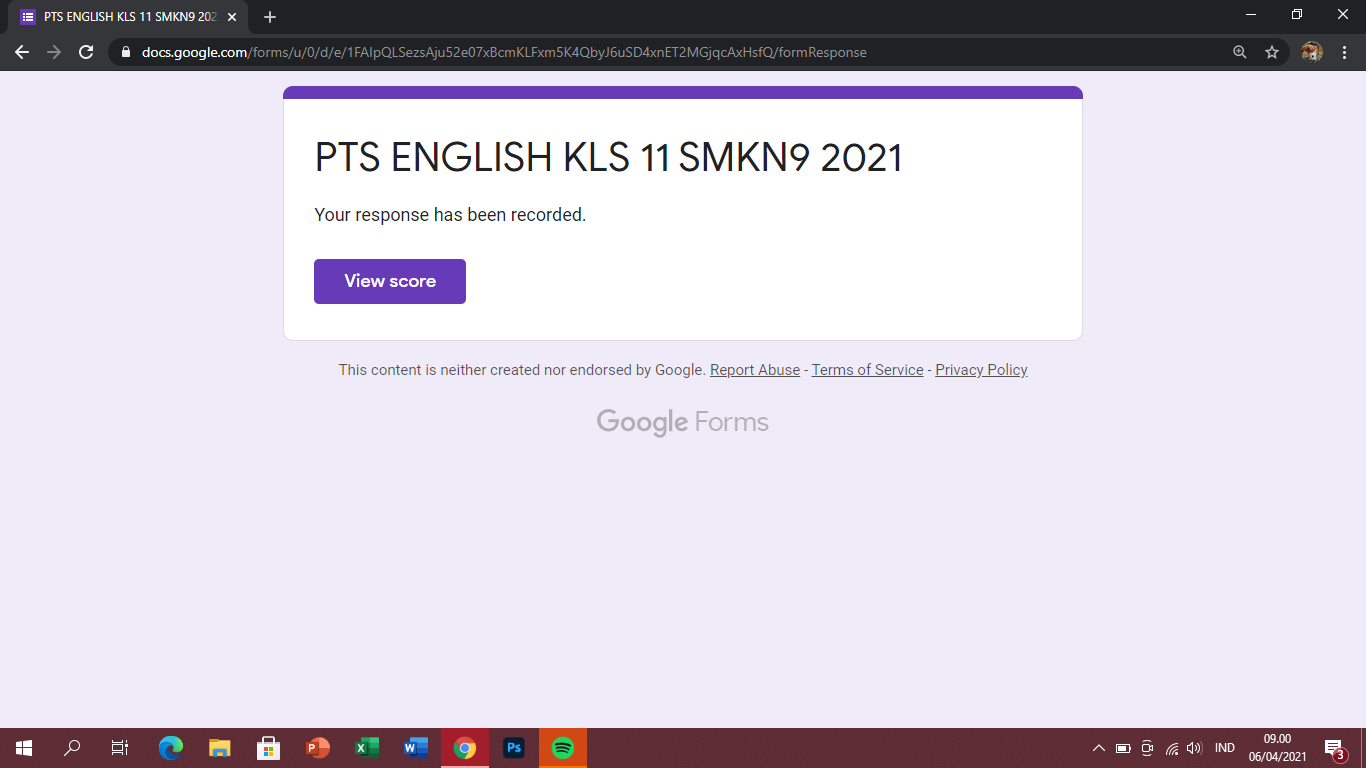 PTS ENGLISH KLS 11 SMKN9 202
docs.google.com/forms/u/0/d/e/1FAIpQLSezsAju52e07xBcmKLFxm5K4QbyJ6uSD4xnET2MGjqcAxHsfQ/formResponse
PTS ENGLISH KLS 11 SMKN9 2021
Your response has been recorded.
View score
This content is neither created nor endorsed by Google. Report Abuse - Terms of Service - Privacy Policy
Google Forms
P
X
W
Ps
IND
09.00
06/04/2021
3